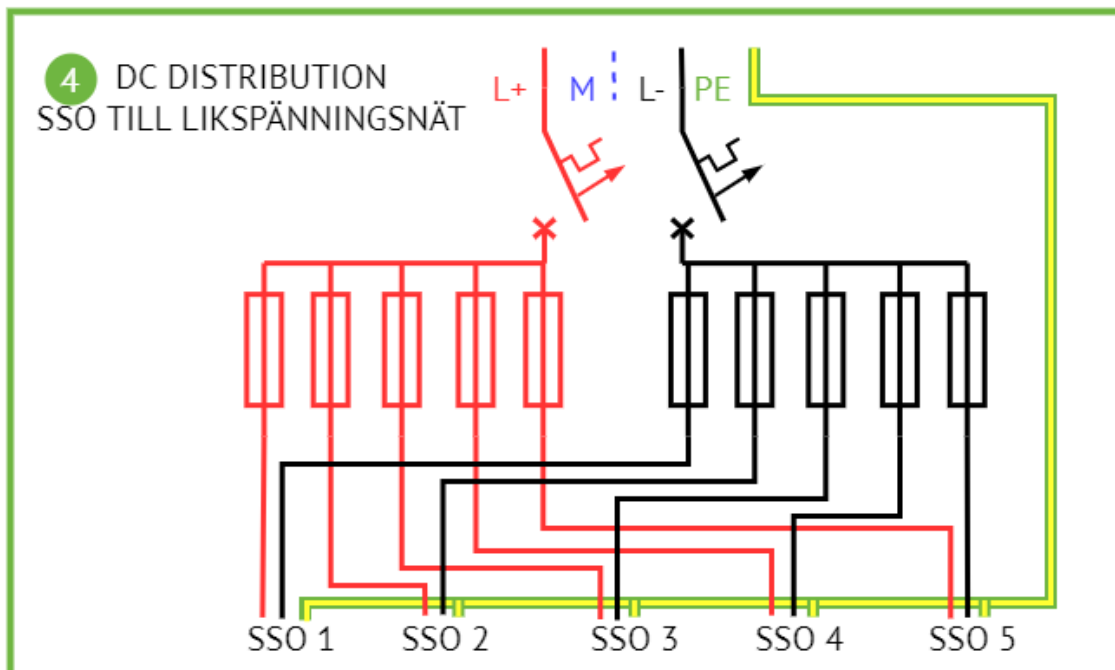 4 DC DISTRIBUTION
SSO TILL LIKSPÄNNINGSNÄT
L+ M L- PE
SSO 1 SSO 2 SSO 3 SSO 4 SSO 5